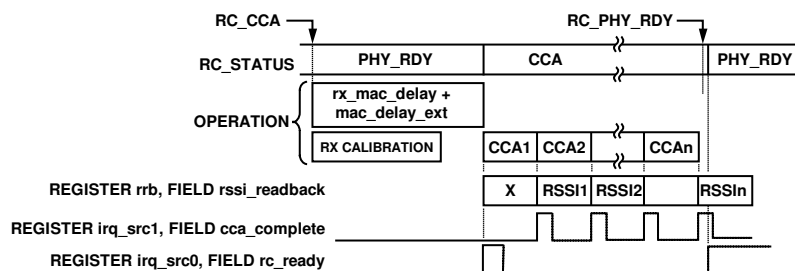 RC_CCA RC_PHY_RDY
RC_STATUS PHY_RDY CCA PHY_RDY
rx_mac_delay +
mac_delay_ext
OPERATION
RX CALIBRATION CCA1 CCA2 CCAn
REGISTER rrb, FIELD rssi_readback X RSSI1 RSSI2 RSSIn
REGISTER irq_src1, FIELD cca_complete
REGISTER irq_src0, FIELD rc_ready